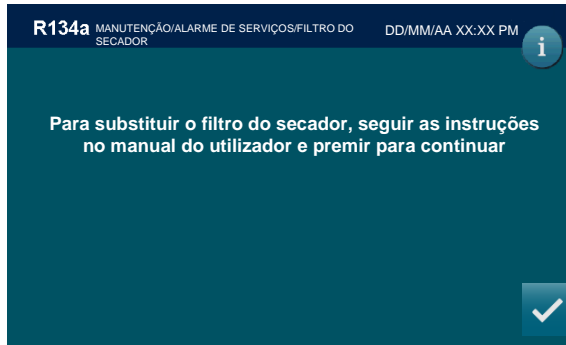 R134a MANUTENÇÃO/ALARME DE SERVIÇOS/FILTRO DO DD/MM/AA XX:XX PM
SECADOR
i
Para substituir o filtro do secador, seguir as instruções
no manual do utilizador e premir para continuar